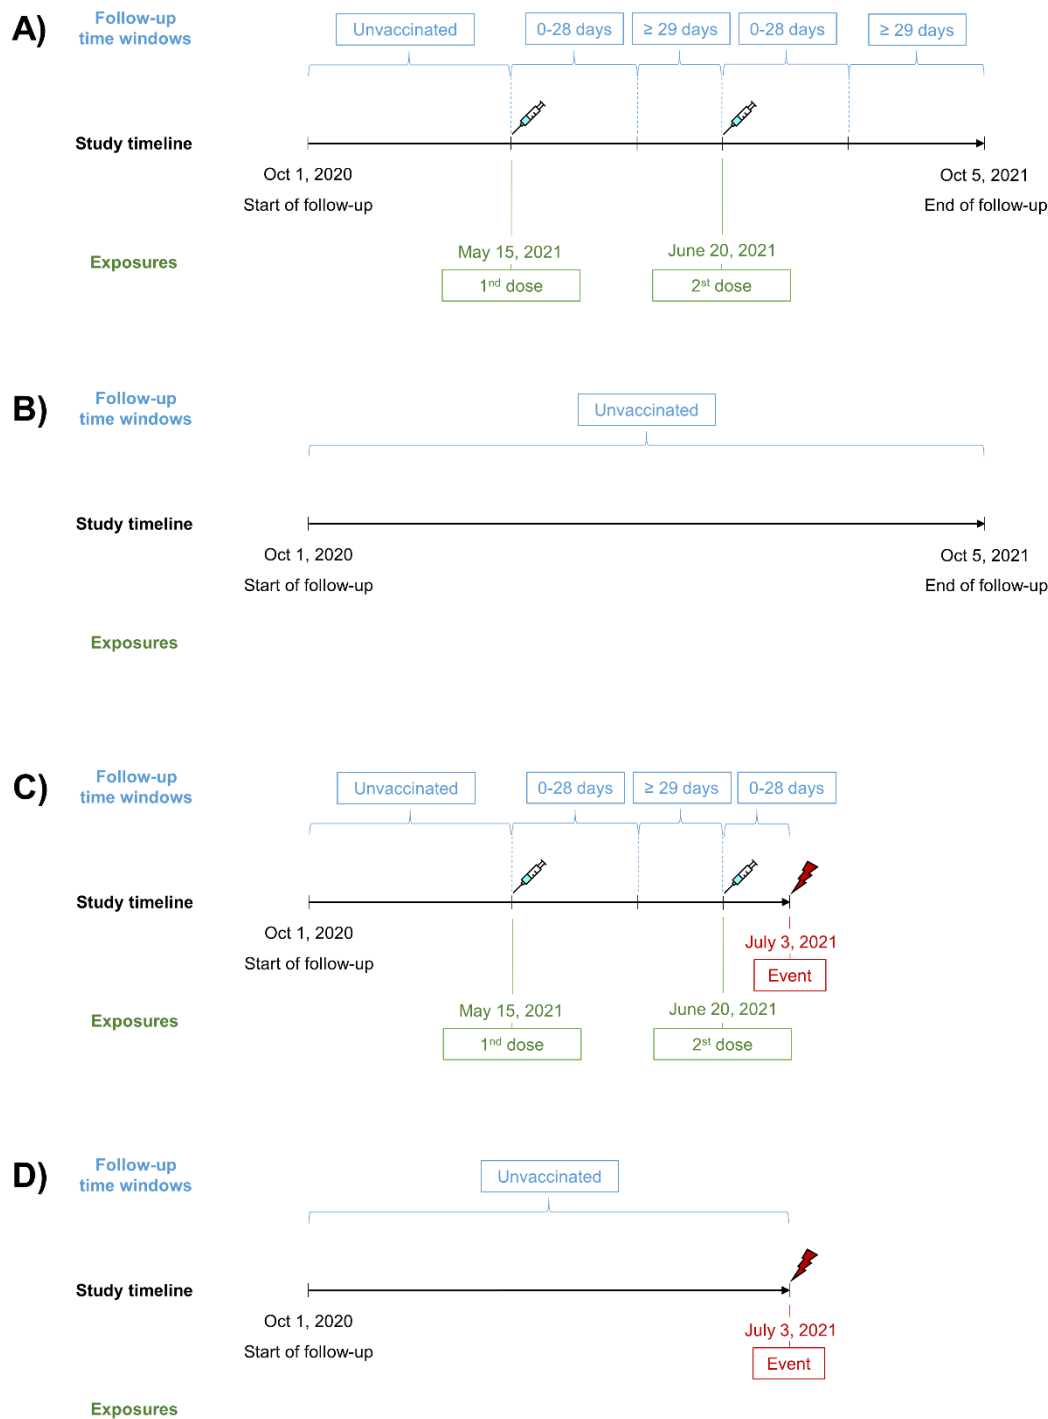 A)
Follow-up
time windows
Unvaccinated
0-28 days
≥ 29 days
0-28 days
≥ 29 days
Study timeline
Oct 1, 2020
Start of follow-up
Oct 5, 2021
End of follow-up
Exposures
May 15, 2021
1nd dose
June 20, 2021
2st dose
B)
Follow-up
time windows
Unvaccinated
Study timeline
Oct 1, 2020
Start of follow-up
Oct 5, 2021
End of follow-up
Exposures
C)
Follow-up
time windows
Unvaccinated
0-28 days
≥ 29 days
0-28 days
Study timeline
Oct 1, 2020
Start of follow-up
July 3, 2021
Event
Exposures
May 15, 2021
1nd dose
June 20, 2021
2st dose
D)
Follow-up
time windows
Unvaccinated
Study timeline
Oct 1, 2020
Start of follow-up
July 3, 2021
Event
Exposures